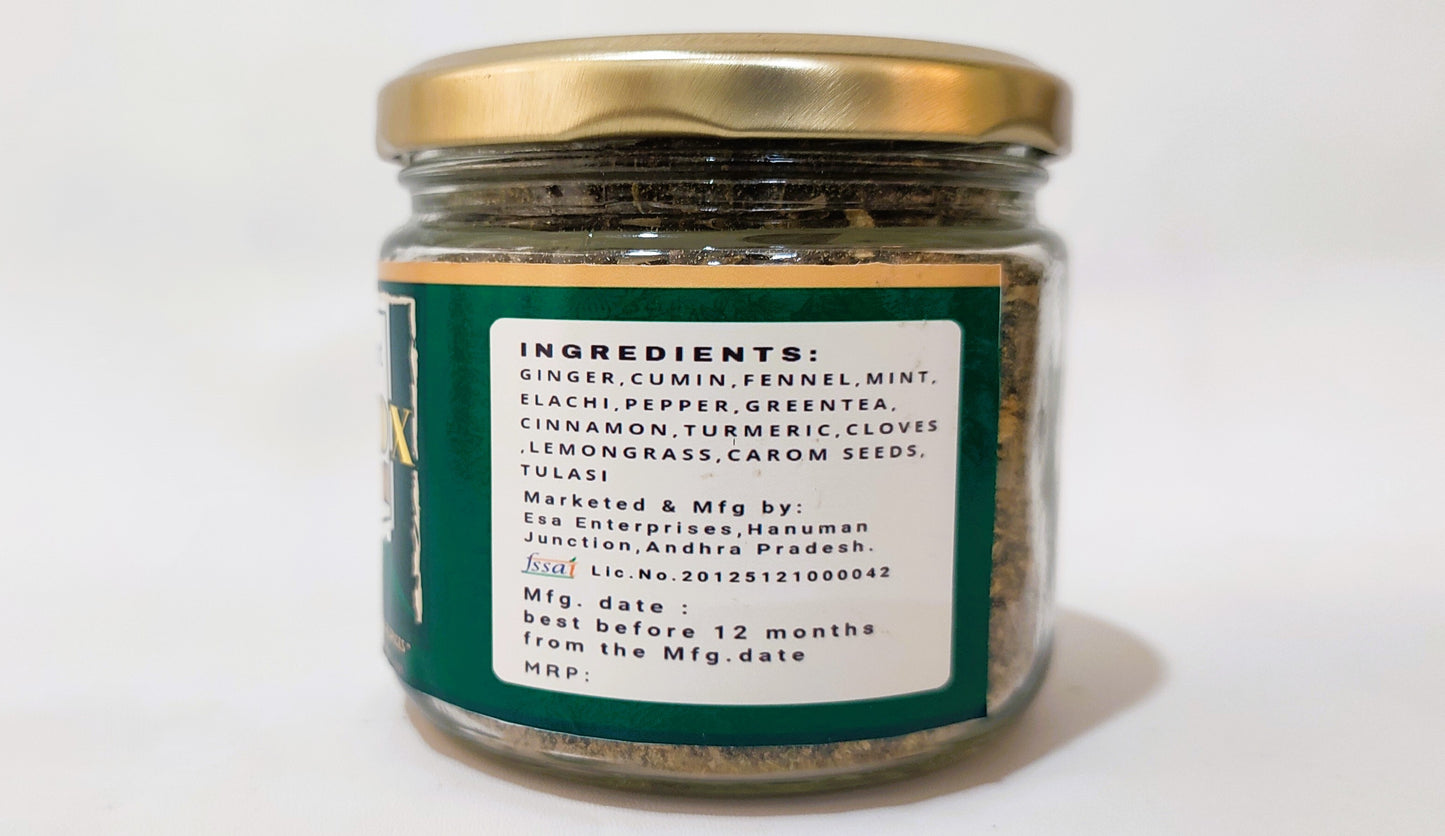 INGREDIENTS:
GINGER,CUMIN,FENNEL,MINT,
ELACHI,PEPPER,GREENTEA,
CINNAMON,TURMERIC,CLOVES
,LEMONGRASS,CAROM SEEDS,
TULASI
Marketed & Mfg by:
Esa Enterprises,Hanuman
Junction,Andhra Pradesh.
fssai Lic.No.20125121000042
Mfg. date :
best before 12 months
from the Mfg.date
MRP: